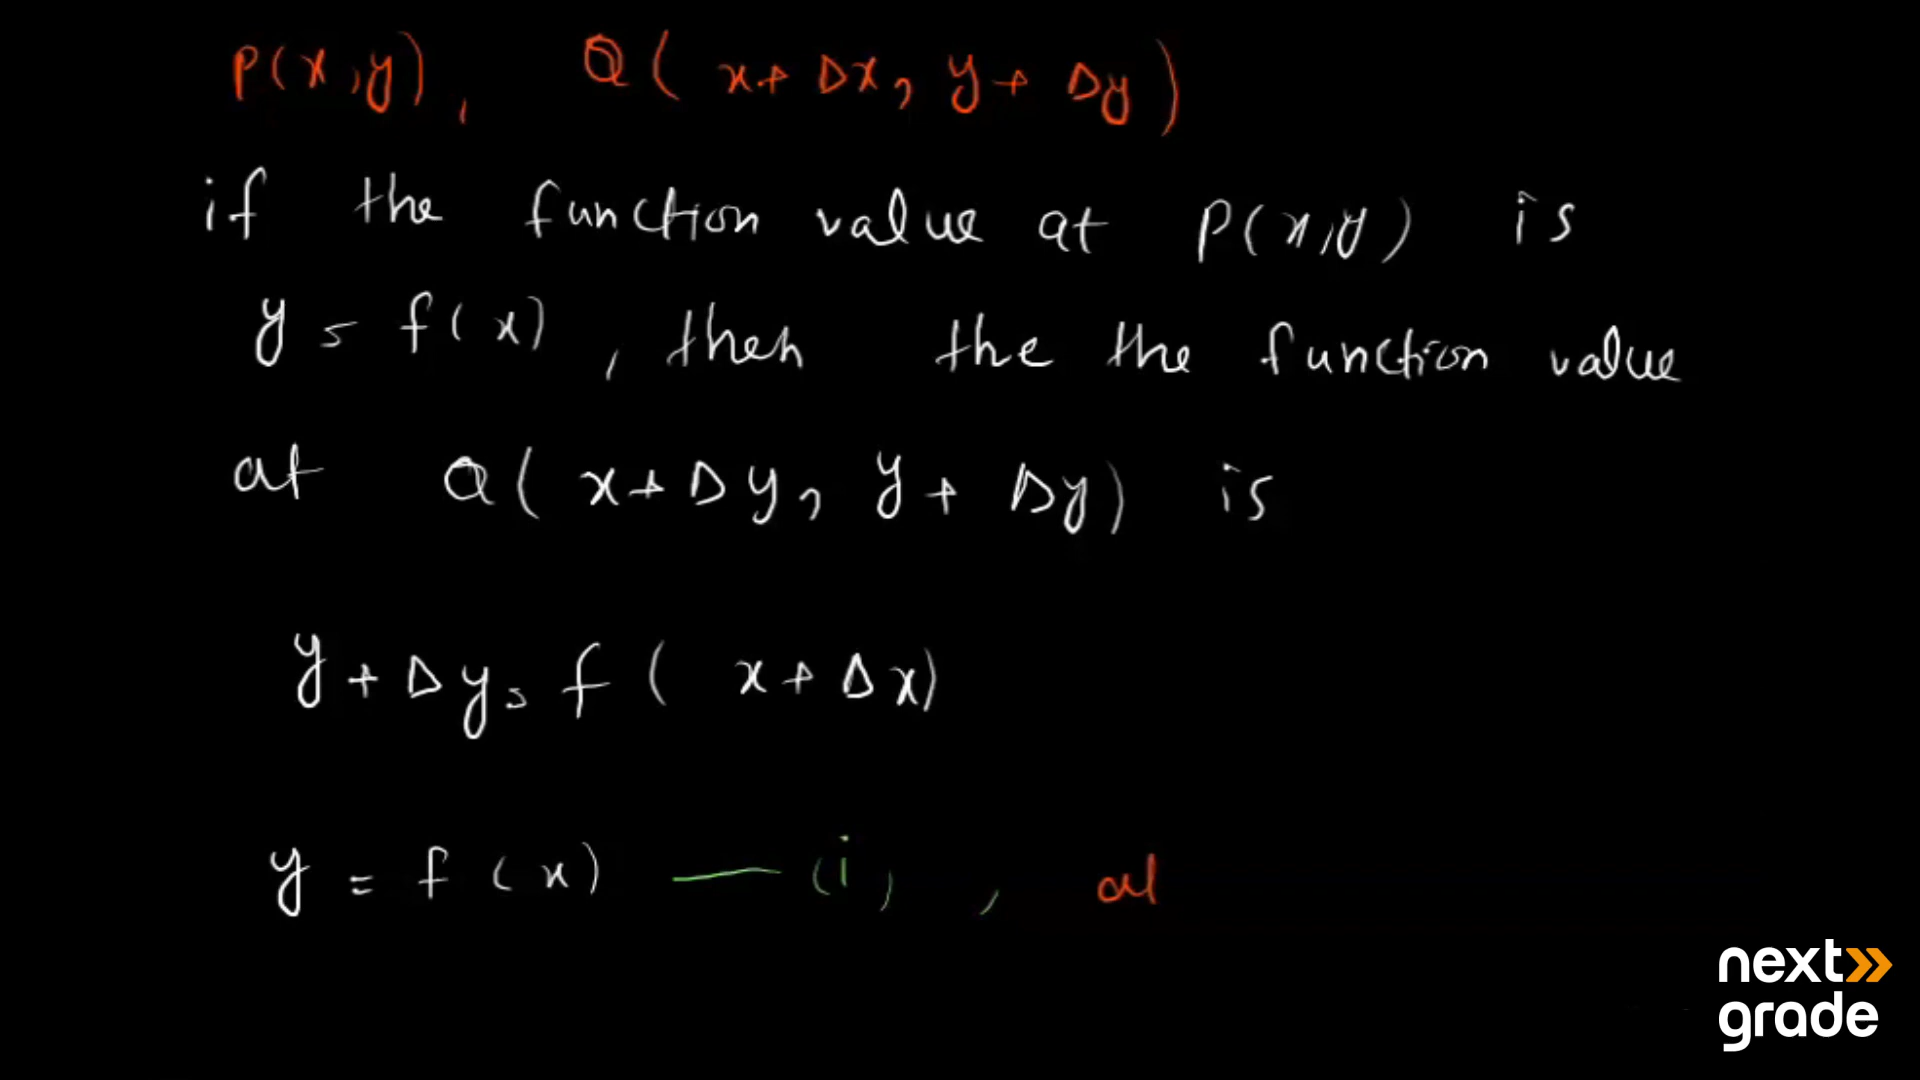 P(x,y), Q(x+Δx, y+Δy)
if the function value at P(x,y) is
y = f(x), then the the function value
at Q(x+Δy, y+Δy) is
y+Δy = f(x+Δx)
y = f(x) — (i) , at
next»
grade